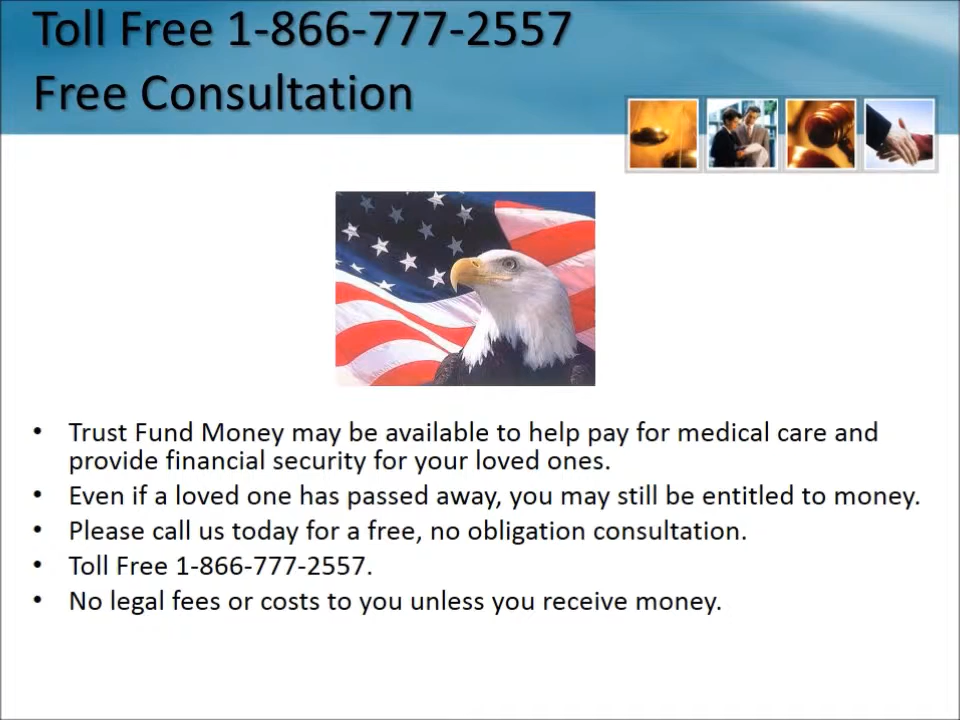 Toll Free 1-866-777-2557
Free Consultation
• Trust Fund Money may be available to help pay for medical care and
provide financial security for your loved ones.
• Even if a loved one has passed away, you may still be entitled to money.
• Please call us today for a free, no obligation consultation.
• Toll Free 1-866-777-2557.
• No legal fees or costs to you unless you receive money.